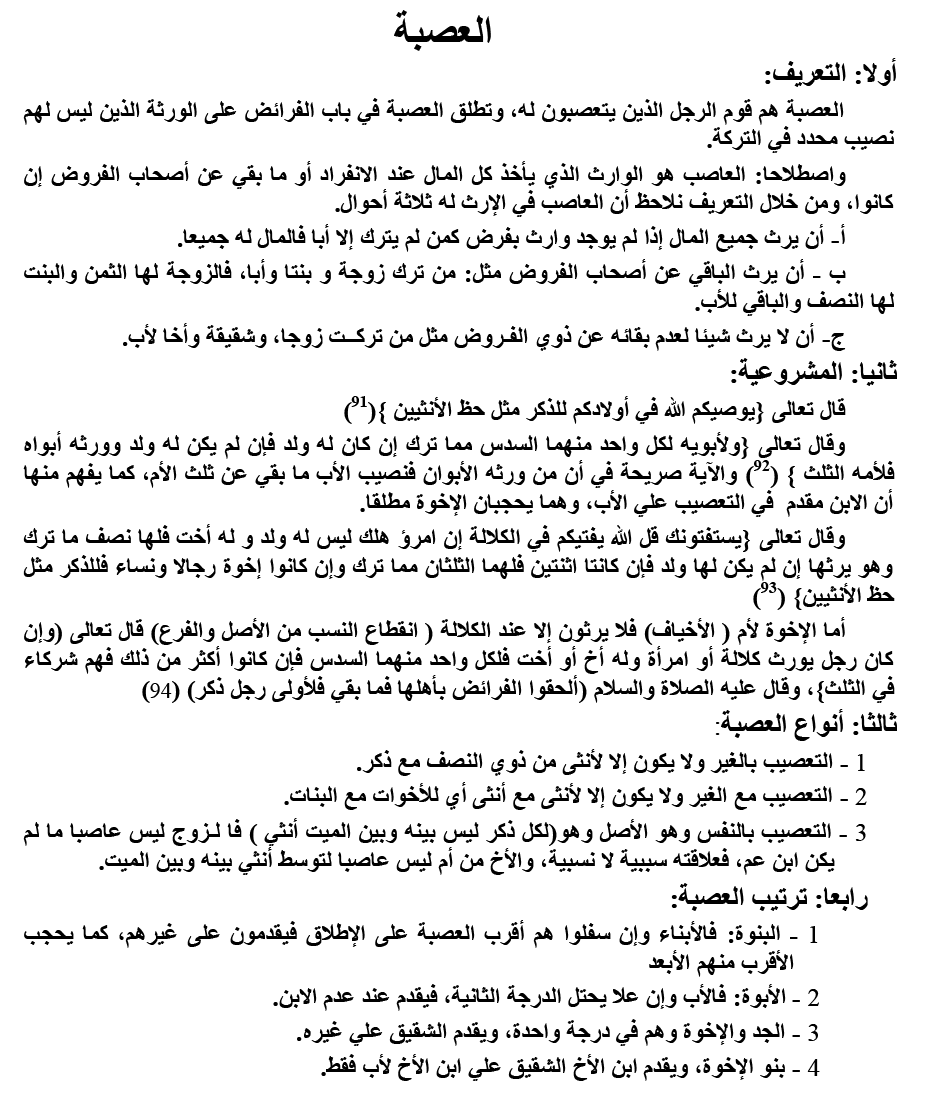 العصبة
أولا: التعريف:
العصبة هم قوم الرجل الذين يتعصبون له، وتطلق العصبة في باب الفرائض على الورثة الذين ليس لهم
نصيب محدد في التركة.
واصطلاحا: العاصب هو الوارث الذي يأخذ كل المال عند الانفراد أو ما بقي عن أصحاب الفروض إن
كانوا، ومن خلال التعريف نلاحظ أن العاصب في الإرث له ثلاثة أحوال.
أ- أن يرث جميع المال إذا لم يوجد وارث بفرض كمن لم يترك إلا أبا فالمال له جميعا.
ب - أن يرث الباقي عن أصحاب الفروض مثل: من ترك زوجة و بنتا وأبا، فالزوجة لها الثمن والبنت
لها النصف والباقي للأب.
ج- أن لا يرث شيئا لعدم بقائه عن ذوي الفروض مثل من تركت زوجا، وشقيقة وأخا لأب.
ثانيا: المشروعية:
قال تعالى {يوصيكم الله في أولادكم للذكر مثل حظ الأنثيين }(91)
وقال تعالى {ولأبويه لكل واحد منهما السدس مما ترك إن كان له ولد فإن لم يكن له ولد وورثه أبواه
فلأمه الثلث } (92) والآية صريحة في أن من ورثه الأبوان فنصيب الأب ما بقي عن ثلث الأم، كما يفهم منها
أن الابن مقدم في التعصيب علي الأب، وهما يحجبان الإخوة مطلقا.
وقال تعالى {يستفتونك قل الله يفتيكم في الكلالة إن امرؤ هلك ليس له ولد و له أخت فلها نصف ما ترك
وهو يرثها إن لم يكن لها ولد فإن كانتا اثنتين فلهما الثلثان مما ترك وإن كانوا إخوة رجالا ونساء فللذكر مثل
حظ الأنثيين} (93)
أما الإخوة لأم ( الأخياف) فلا يرثون إلا عند الكلالة ( انقطاع النسب من الأصل والفرع) قال تعالى (وإن
كان رجل يورث كلالة أو امرأة وله أخ أو أخت فلكل واحد منهما السدس فإن كانوا أكثر من ذلك فهم شركاء
في الثلث}، وقال عليه الصلاة والسلام (ألحقوا الفرائض بأهلها فما بقي فلأولى رجل ذكر) (94)
ثالثا: أنواع العصبة:
1 - التعصيب بالغير ولا يكون إلا لأنثى من ذوي النصف مع ذكر.
2 - التعصيب مع الغير ولا يكون إلا لأنثى مع أنثى أي للأخوات مع البنات.
3 - التعصيب بالنفس وهو الأصل وهو(لكل ذكر ليس بينه وبين الميت أنثي ) فا لزوج ليس عاصبا ما لم
يكن ابن عم، فعلاقته سببية لا نسبية، والأخ من أم ليس عاصبا لتوسط أنثي بينه وبين الميت.
رابعا: ترتيب العصبة:
1 - البنوة: فالأبناء وإن سفلوا هم أقرب العصبة على الإطلاق فيقدمون على غيرهم، كما يحجب
الأقرب منهم الأبعد
2 - الأبوة: فالأب وإن علا يحتل الدرجة الثانية، فيقدم عند عدم الابن.
3 - الجد والإخوة وهم في درجة واحدة، ويقدم الشقيق علي غيره.
4 - بنو الإخوة، ويقدم ابن الأخ الشقيق علي ابن الأخ لأب فقط.